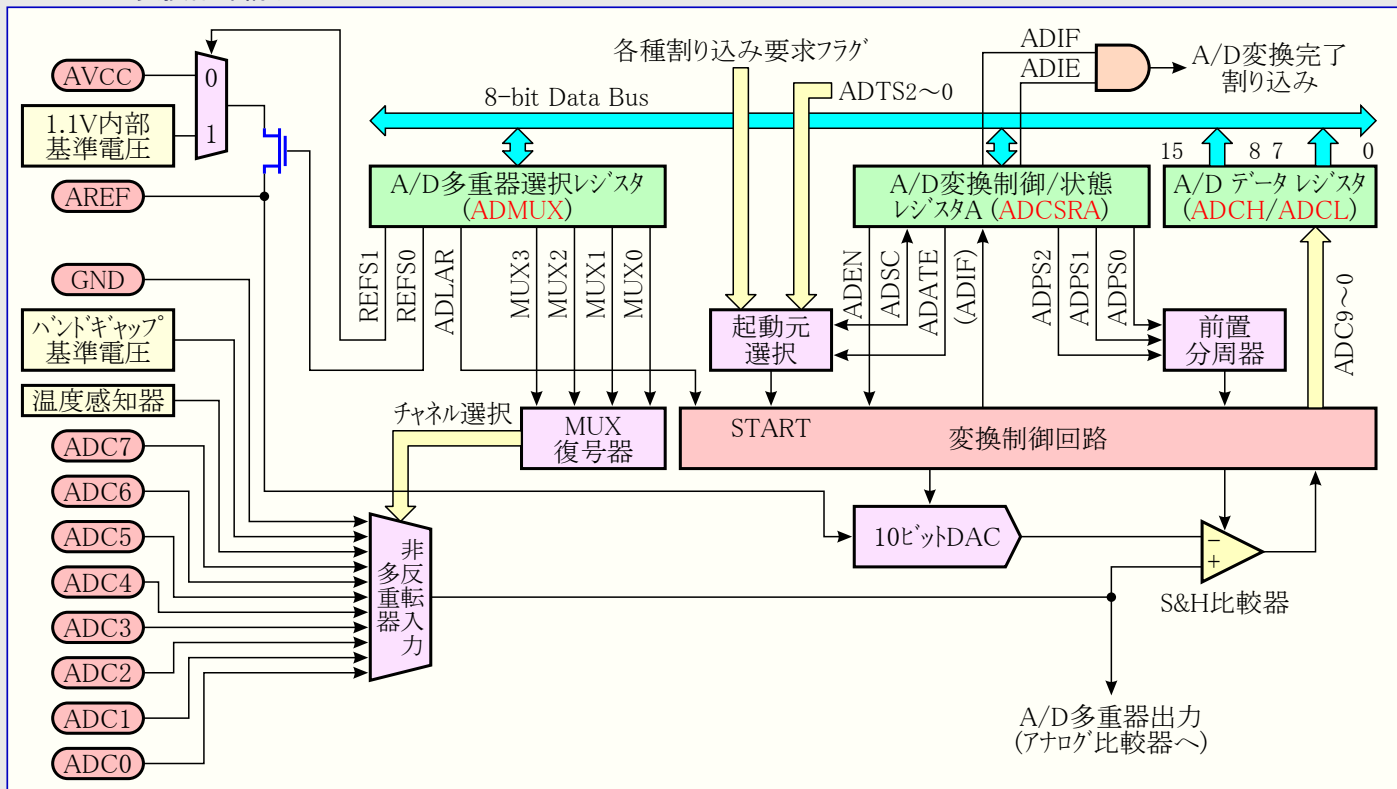 AVCC
1.1V内部
基準電圧
AREF
0
1
GND
バンドギャップ
基準電圧
温度感知器
ADC7
ADC6
ADC5
ADC4
ADC3
ADC2
ADC1
ADC0
8-bit Data Bus
各種割り込み要求フラグ
ADTS2～0
ADIF
ADIE
A/D変換完了
割り込み
A/D多重器選択レジスタ
(ADMUX)
A/D変換制御/状態
レジスタA (ADCSRA)
15
8
7
0
A/D データ レジスタ
(ADCH/ADCL)
REFS1
REFS0
ADLAR
MUX3
MUX2
MUX1
MUX0
ADEN
ADSC
ADATE
(ADIF)
ADPS2
ADPS1
ADPS0
ADC9～0
起動元
選択
前置
分周器
チャネル選択
MUX
復号器
START
変換制御回路
非反転入力
多重器
10ビットDAC
−
+
S&H比較器
A/D多重器出力
(アナログ比較器へ)